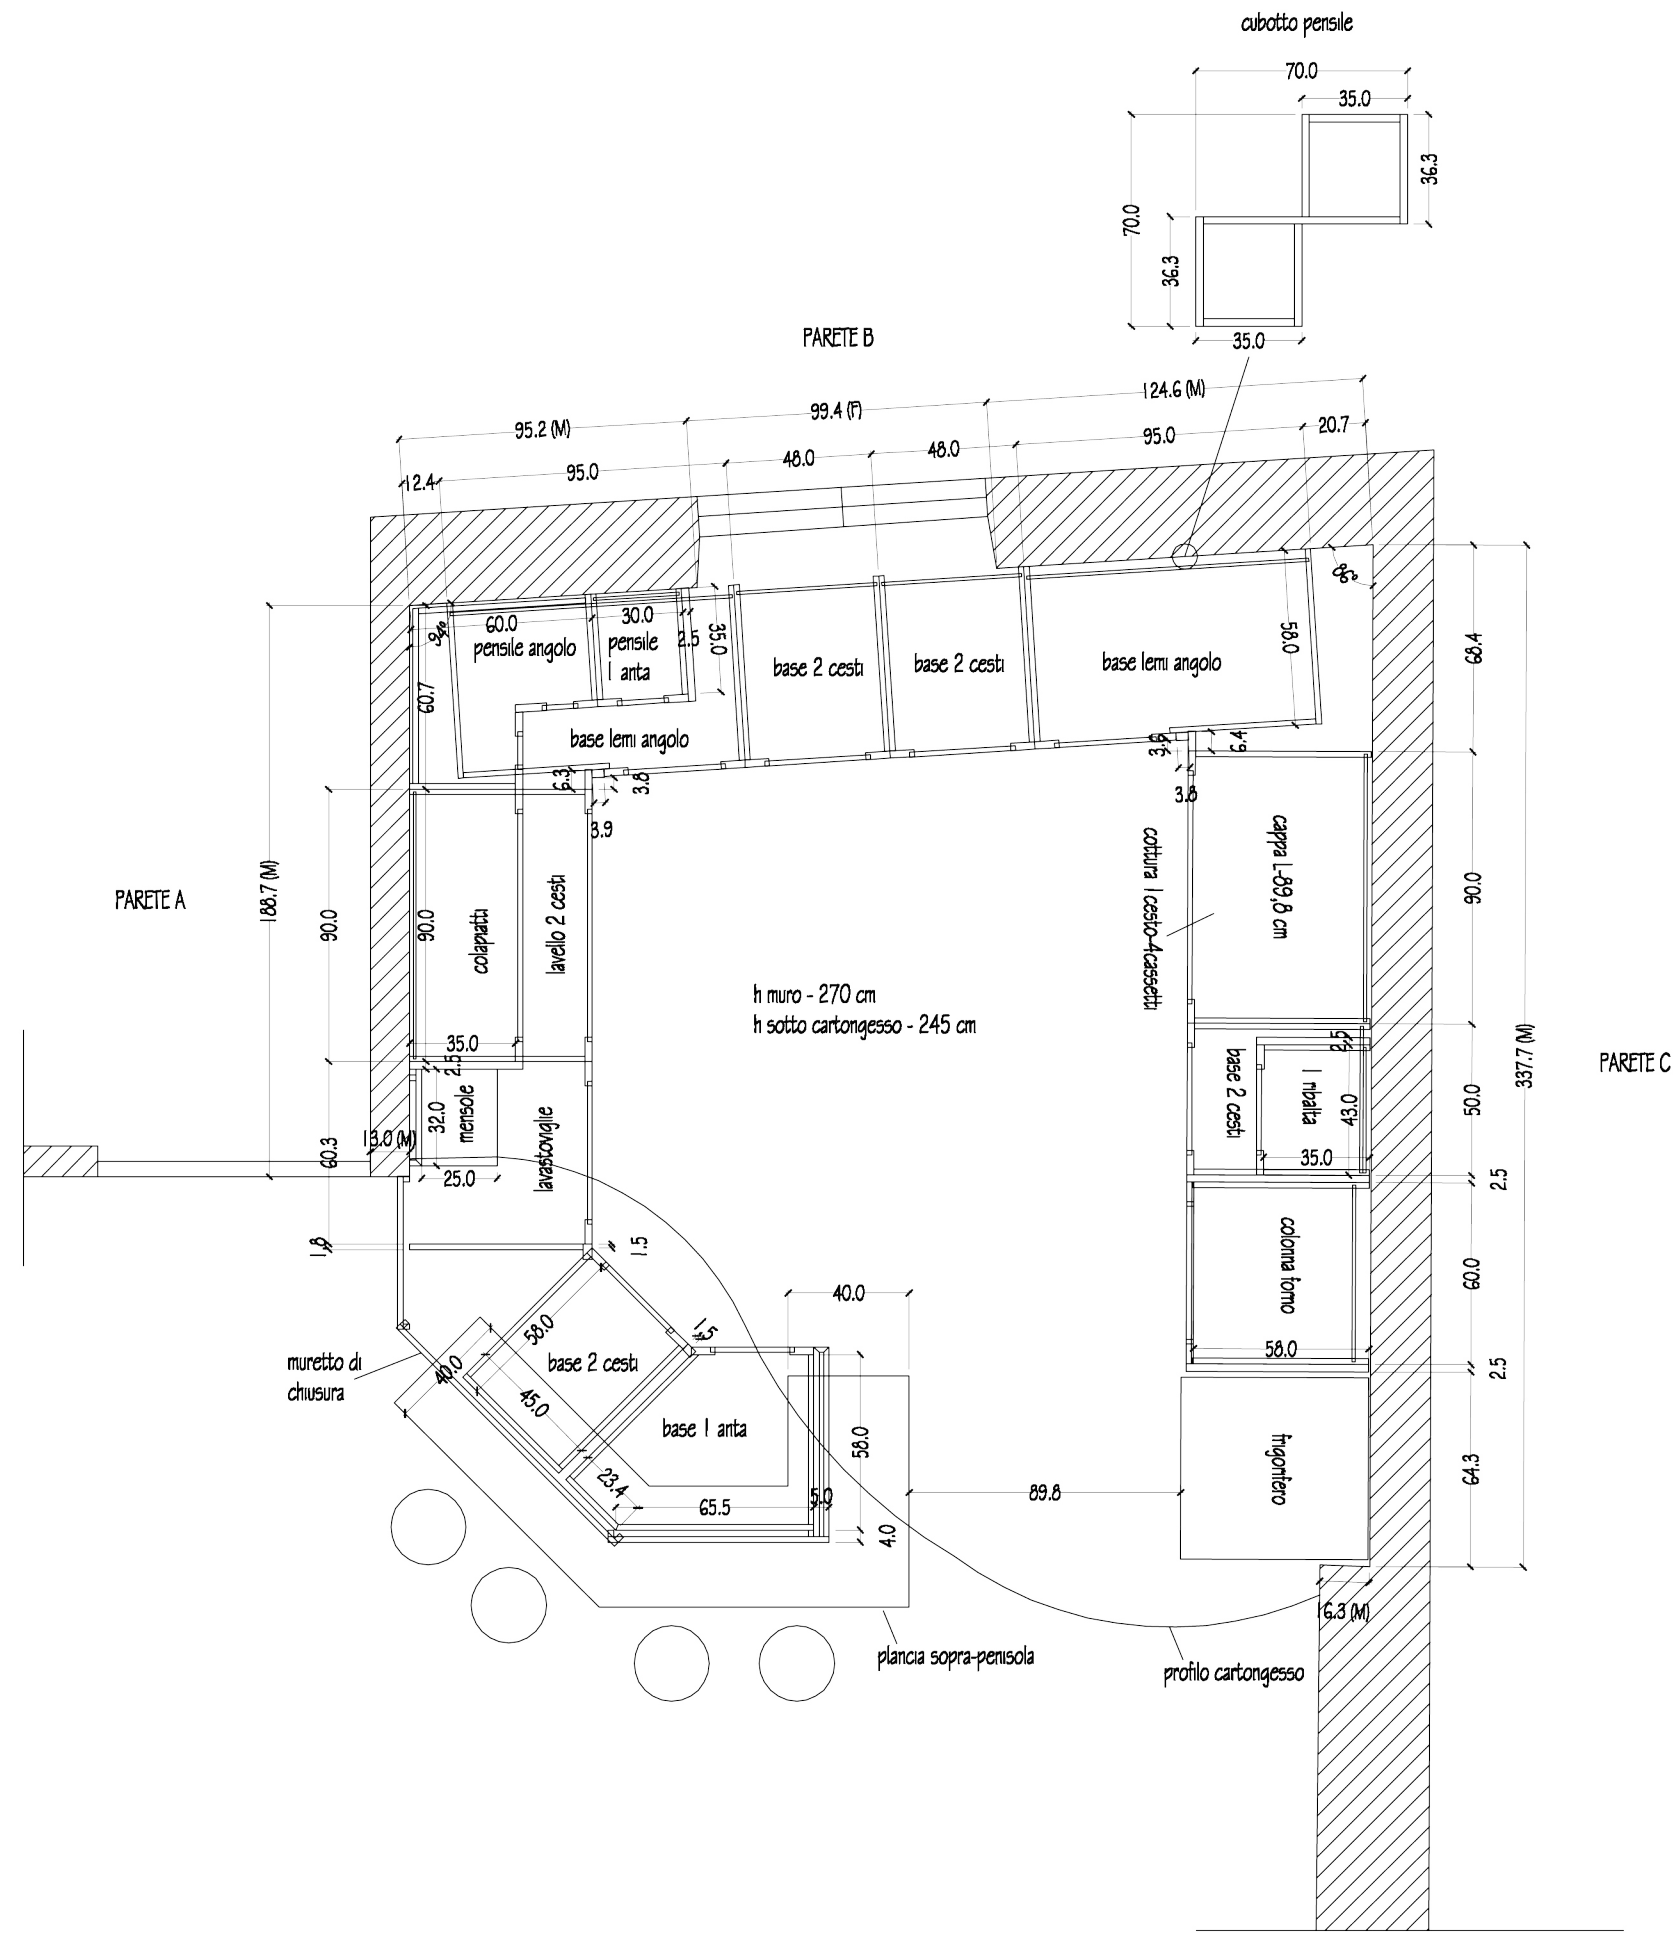 cubotto pensile
70.0
35.0
36.3
70.0
36.3
35.0
PARETE B
124.6 (M)
99.4 (F)
95.2 (M)
20.7
95.0
48.0
48.0
95.0
12.4
88°
94°
60.0
30.0
2.5
35.0
58.0
68.4
pensile angolo
pensile
1 anta
base 2 cesti
base 2 cesti
base lemi angolo
60.7
base lemi angolo
6.3
3.8
3.9
3.6
6.4
3.8
PARETE A
188.7 (M)
90.0
90.0
colapiatti
lavello 2 cesti
cottura 1cesto-4cassetti
cappa L-89,8 cm
90.0
h muro - 270 cm
h sotto cartongesso - 245 cm
337.7 (M)
PARETE C
35.0
2.5
2.5
32.0
mensole
13.0 (M)
60.3
25.0
lavastoviglie
base 2 cesti
1 ribalta
43.0
50.0
35.0
2.5
1.8
1.5
colonna forno
60.0
58.0
2.5
40.0
1.5
58.0
40.0
45.0
base 2 cesti
muretto di
chiusura
base 1 anta
58.0
23.4
65.5
5.0
4.0
89.8
frigorifero
64.3
16.3 (M)
plancia sopra-penisola
profilo cartongesso